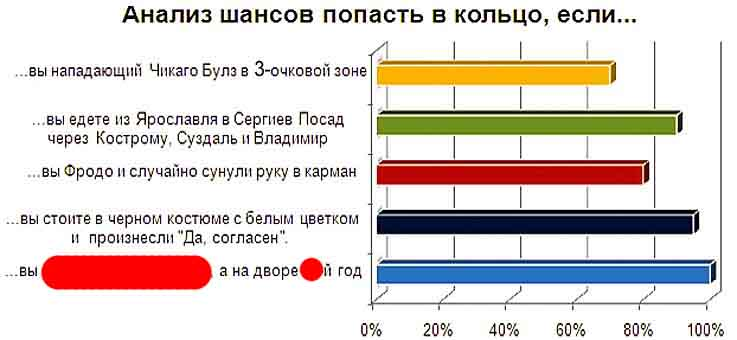 Анализ шансов попасть в кольцо, если...
...вы нападающий Чикаго Булз в 3-очковой зоне
...вы едете из Ярославля в Сергиев Посад
через Кострому, Суздаль и Владимир
...вы Фродо и случайно сунули руку в карман
...вы стоите в черном костюме с белым цветком
и произнесли "Да, согласен".
...вы , а на дворе й год
0% 20% 40% 60% 80% 100%